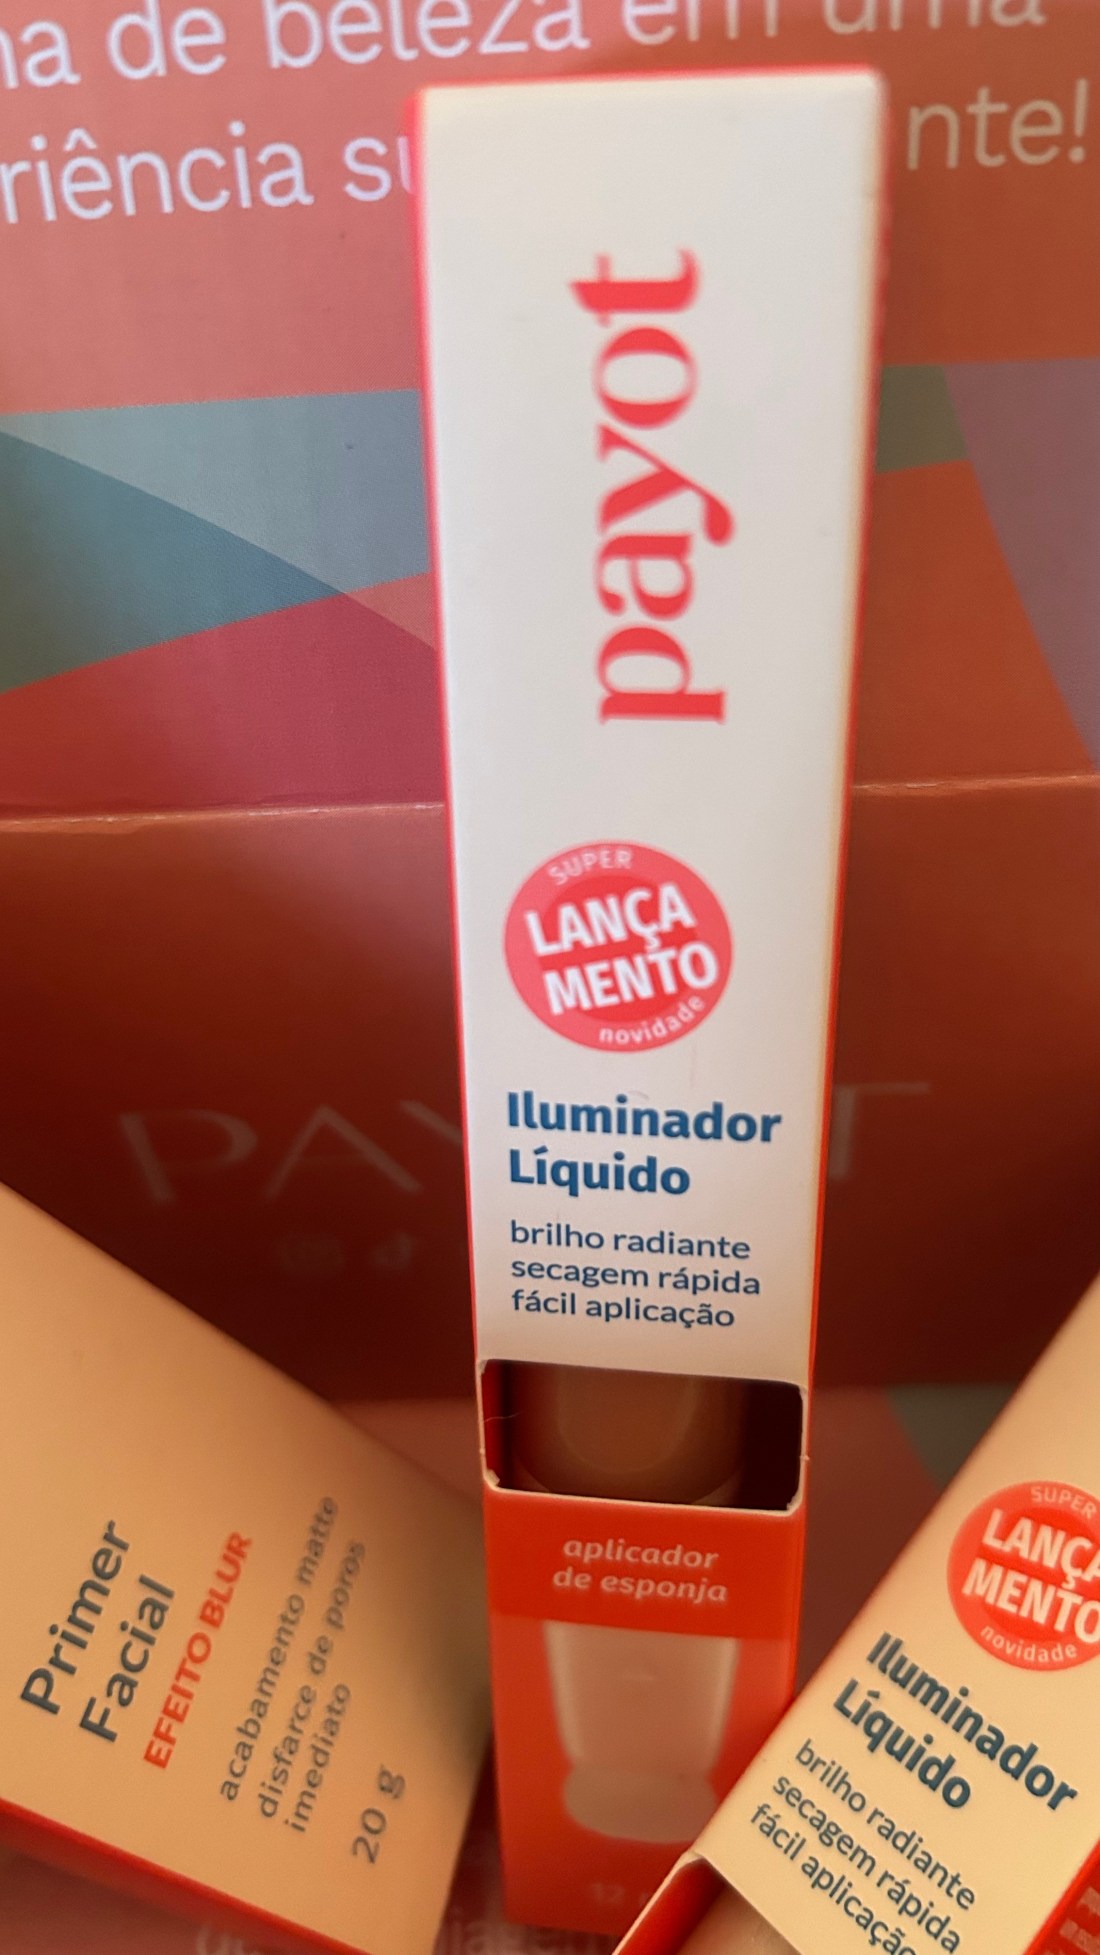 de beleza em uma
nte!
payot
SUPER
LANÇA
MENTO
novidade
Iluminador
Líquido
brilho radiante
secagem rápida
fácil aplicação
aplicador
de esponja
Primer
Facial
EFEITO BLUR
acabamento matte
disfarce de poros
imediato
20 g
SUPER
LANÇA
MENTO
novidade
Iluminador
Líquido
brilho radiante
secagem rápida
fácil aplicação